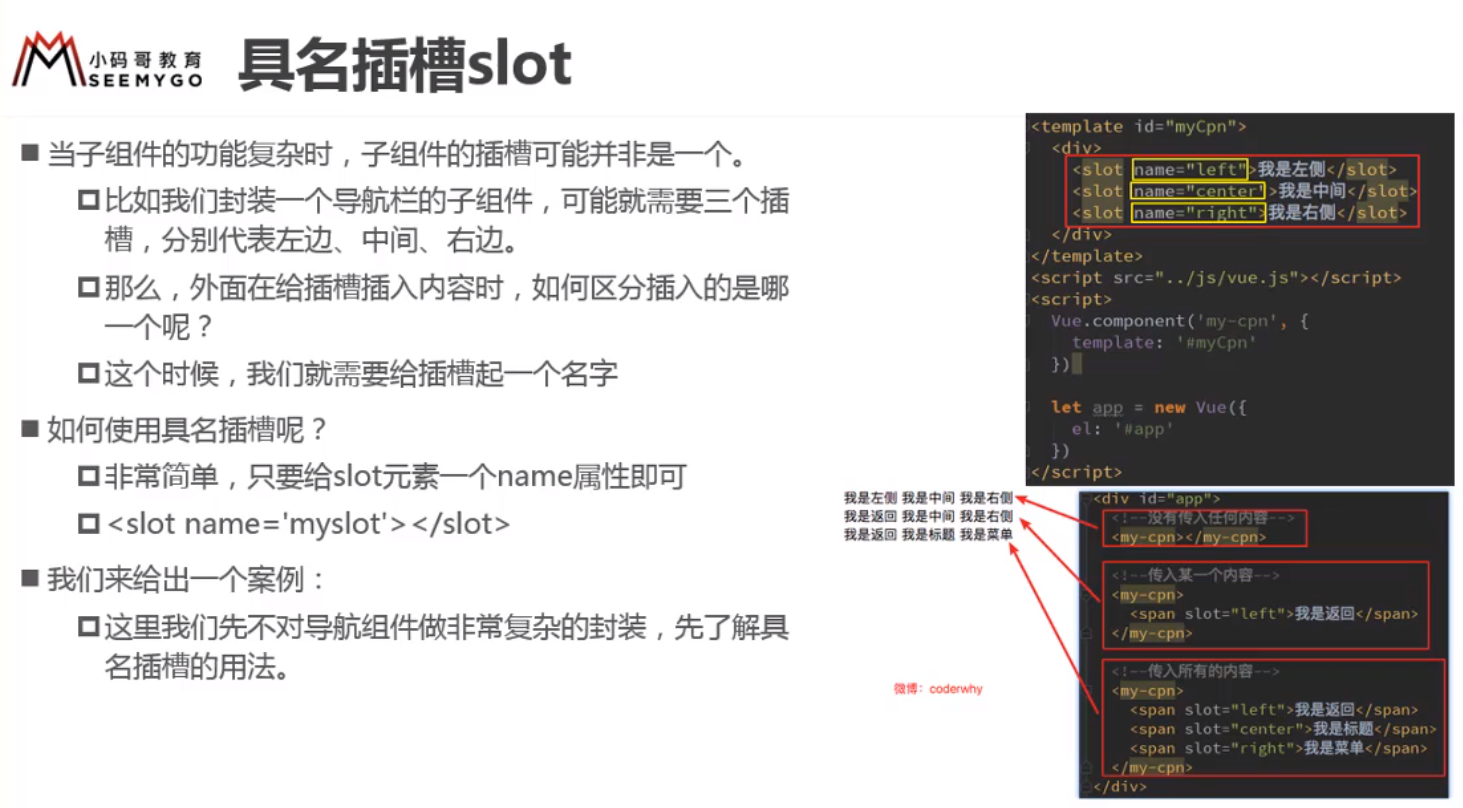 小码哥教育
SEEMYGO
具名插槽slot
当子组件的功能复杂时，子组件的插槽可能并非是一个。
比如我们封装一个导航栏的子组件，可能就需要三个插
槽，分别代表左边、中间、右边。
那么，外面在给插槽插入内容时，如何区分插入的是哪
一个呢？
这个时候，我们就需要给插槽起一个名字
如何使用具名插槽呢？
非常简单，只要给slot元素一个name属性即可
<slot name='myslot'></slot>
我们来给出一个案例：
这里我们先不对导航组件做非常复杂的封装，先了解具
名插槽的用法。
<template id="myCpn">
<div>
<slot name="left">我是左侧</slot>
<slot name="center">我是中间</slot>
<slot name="right">我是右侧</slot>
</div>
</template>
<script src="../js/vue.js"></script>
<script>
Vue.component('my-cpn', {
template: '#myCpn'
})
let app = new Vue({
el: '#app'
})
</script>
我是左侧 我是中间 我是右侧
我是返回 我是中间 我是右侧
我是返回 我是标题 我是菜单
<div id="app">
<!--没有传入任何内容-->
<my-cpn></my-cpn>
<!--传入某一个内容-->
<my-cpn>
<span slot="left">我是返回</span>
</my-cpn>
<!--传入所有的内容-->
<my-cpn>
<span slot="left">我是返回</span>
<span slot="center">我是标题</span>
<span slot="right">我是菜单</span>
</my-cpn>
</div>
微博：coderwhy